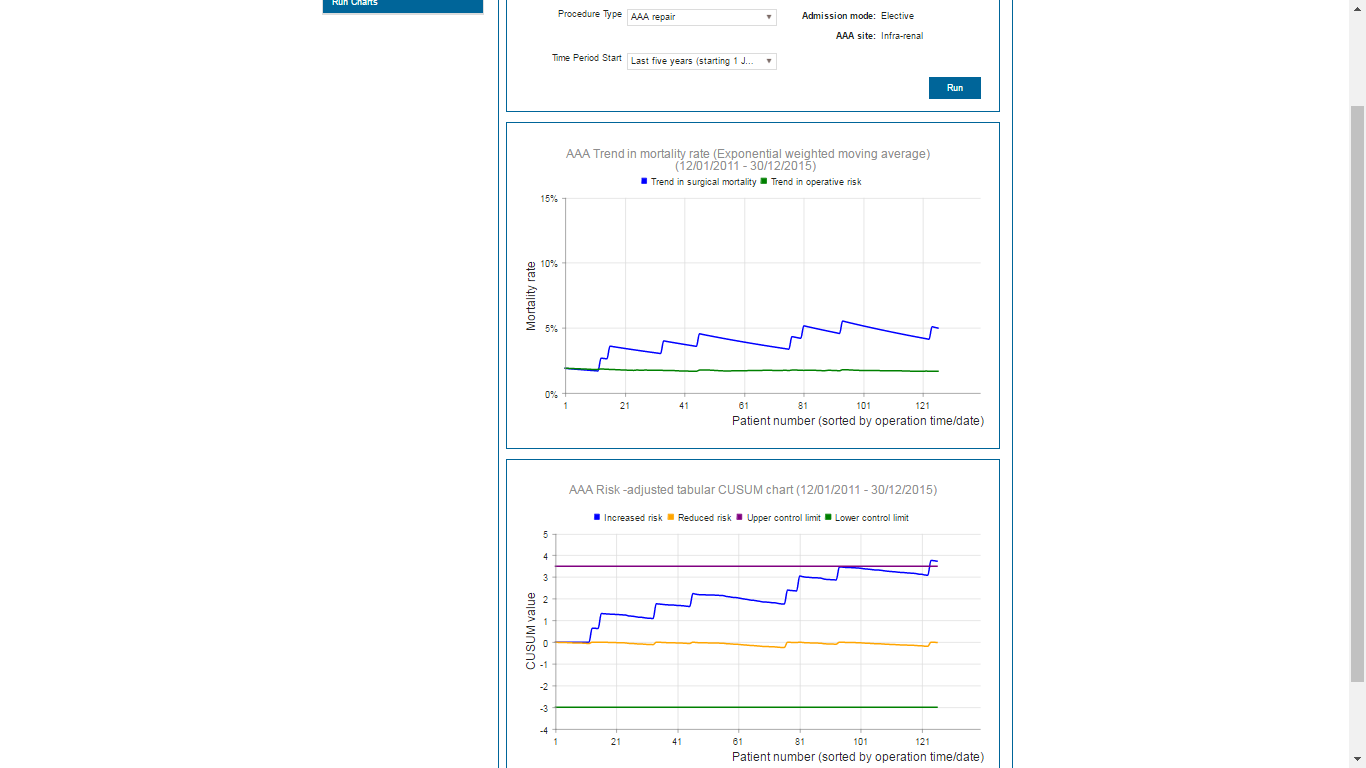 Run Charts
Procedure Type AAA repair Admission mode: Elective
AAA site: Infra-renal
Time Period Start Last five years (starting 1 J...
Run
AAA Trend in mortality rate (Exponential weighted moving average)
(12/01/2011 - 30/12/2015)
Trend in surgical mortality Trend in operative risk
15%
10%
5%
0%
Mortality rate
1 21 41 61 81 101 121
Patient number (sorted by operation time/date)
AAA Risk -adjusted tabular CUSUM chart (12/01/2011 - 30/12/2015)
Increased risk Reduced risk Upper control limit Lower control limit
5
4
3
2
1
0
-1
-2
-3
-4
CUSUM value
1 21 41 61 81 101 121
Patient number (sorted by operation time/date)